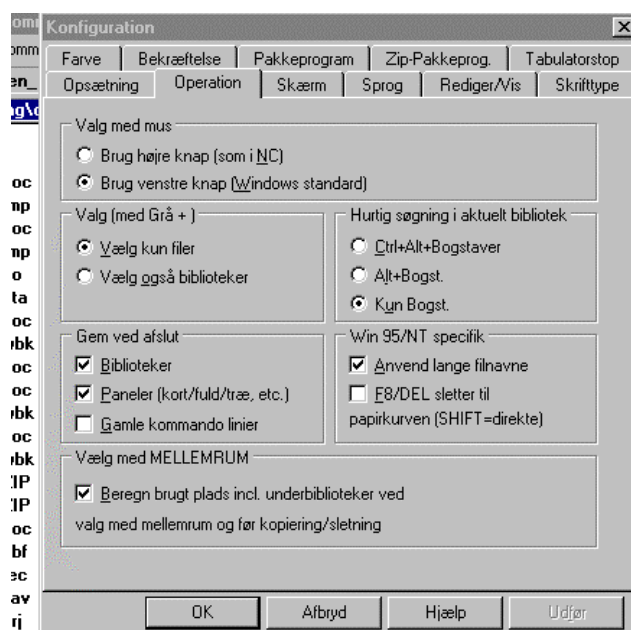 Konfiguration
Farve Bekræftelse Pakkeprogram Zip-Pakkeprog. Tabulatorstop
Opsætning Operation Skærm Sprog Rediger/Vis Skrifttype
Valg med mus
Brug højre knap (som i NC)
Brug venstre knap (Windows standard)
Valg (med Grå + )
Vælg kun filer
Vælg også biblioteker
Hurtig søgning i aktuelt bibliotek
Ctrl+Alt+Bogstaver
Alt+Bogst.
Kun Bogst.
Gem ved afslut
Biblioteker
Paneler (kort/fuld/træ, etc.)
Gamle kommando linier
Win 95/NT specifik
Anvend lange filnavne
F8/DEL sletter til
papirkurven (SHIFT=direkte)
Vælg med MELLEMRUM
Beregn brugt plads incl. underbiblioteker ved
valg med mellemrum og før kopiering/sletning
OK Afbryd Hjælp Udfør